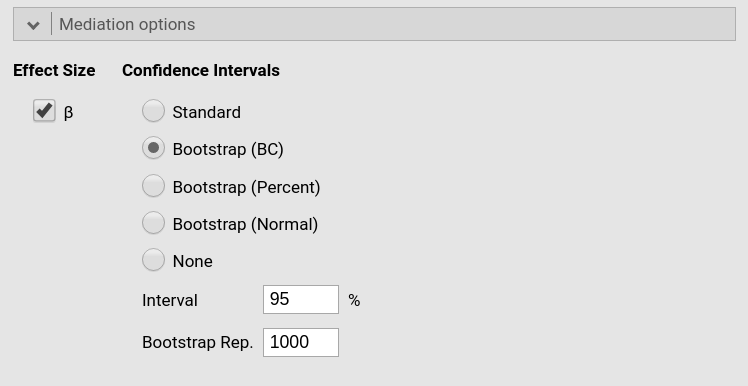 Mediation options
Effect Size Confidence Intervals
β Standard
Bootstrap (BC)
Bootstrap (Percent)
Bootstrap (Normal)
None
Interval 95 %
Bootstrap Rep. 1000